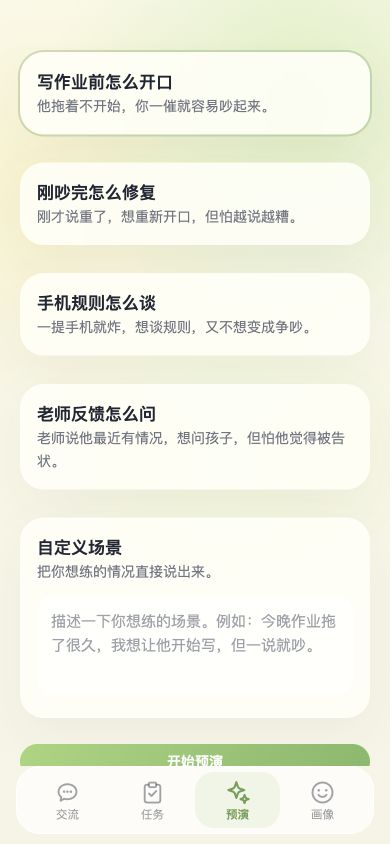 写作业前怎么开口
他拖着不开始，你一催就容易吵起来。
刚吵完怎么修复
刚才说重了，想重新开口，但怕越说越糟。
手机规则怎么谈
一提手机就炸，想谈规则，又不想变成争吵。
老师反馈怎么问
老师说他最近有情况，想问孩子，但怕他觉得被告
状。
自定义场景
把你想练的情况直接说出来。
描述一下你想练的场景。例如：今晚作业拖
了很久，我想让他开始写，但一说就吵。
开始预演
交流
任务
预演
画像